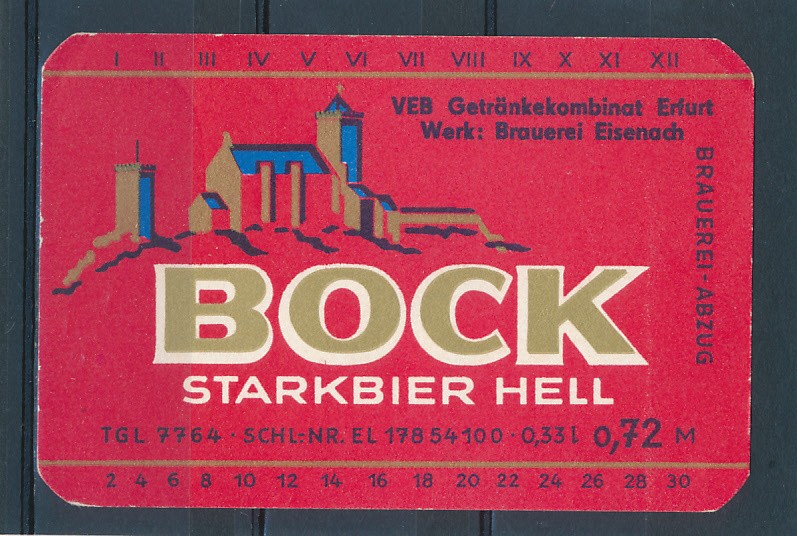 I II III IV V VI VII VIII IX X XI XII
VEB Getränkekombinat Erfurt
Werk: Brauerei Eisenach
BRAUEREI-ABZUG
BOCK
STARKBIER HELL
TGL 7764 · SCHL.-NR. EL 178 54 100 · 0,33 l 0,72 M
2 4 6 8 10 12 14 16 18 20 22 24 26 28 30